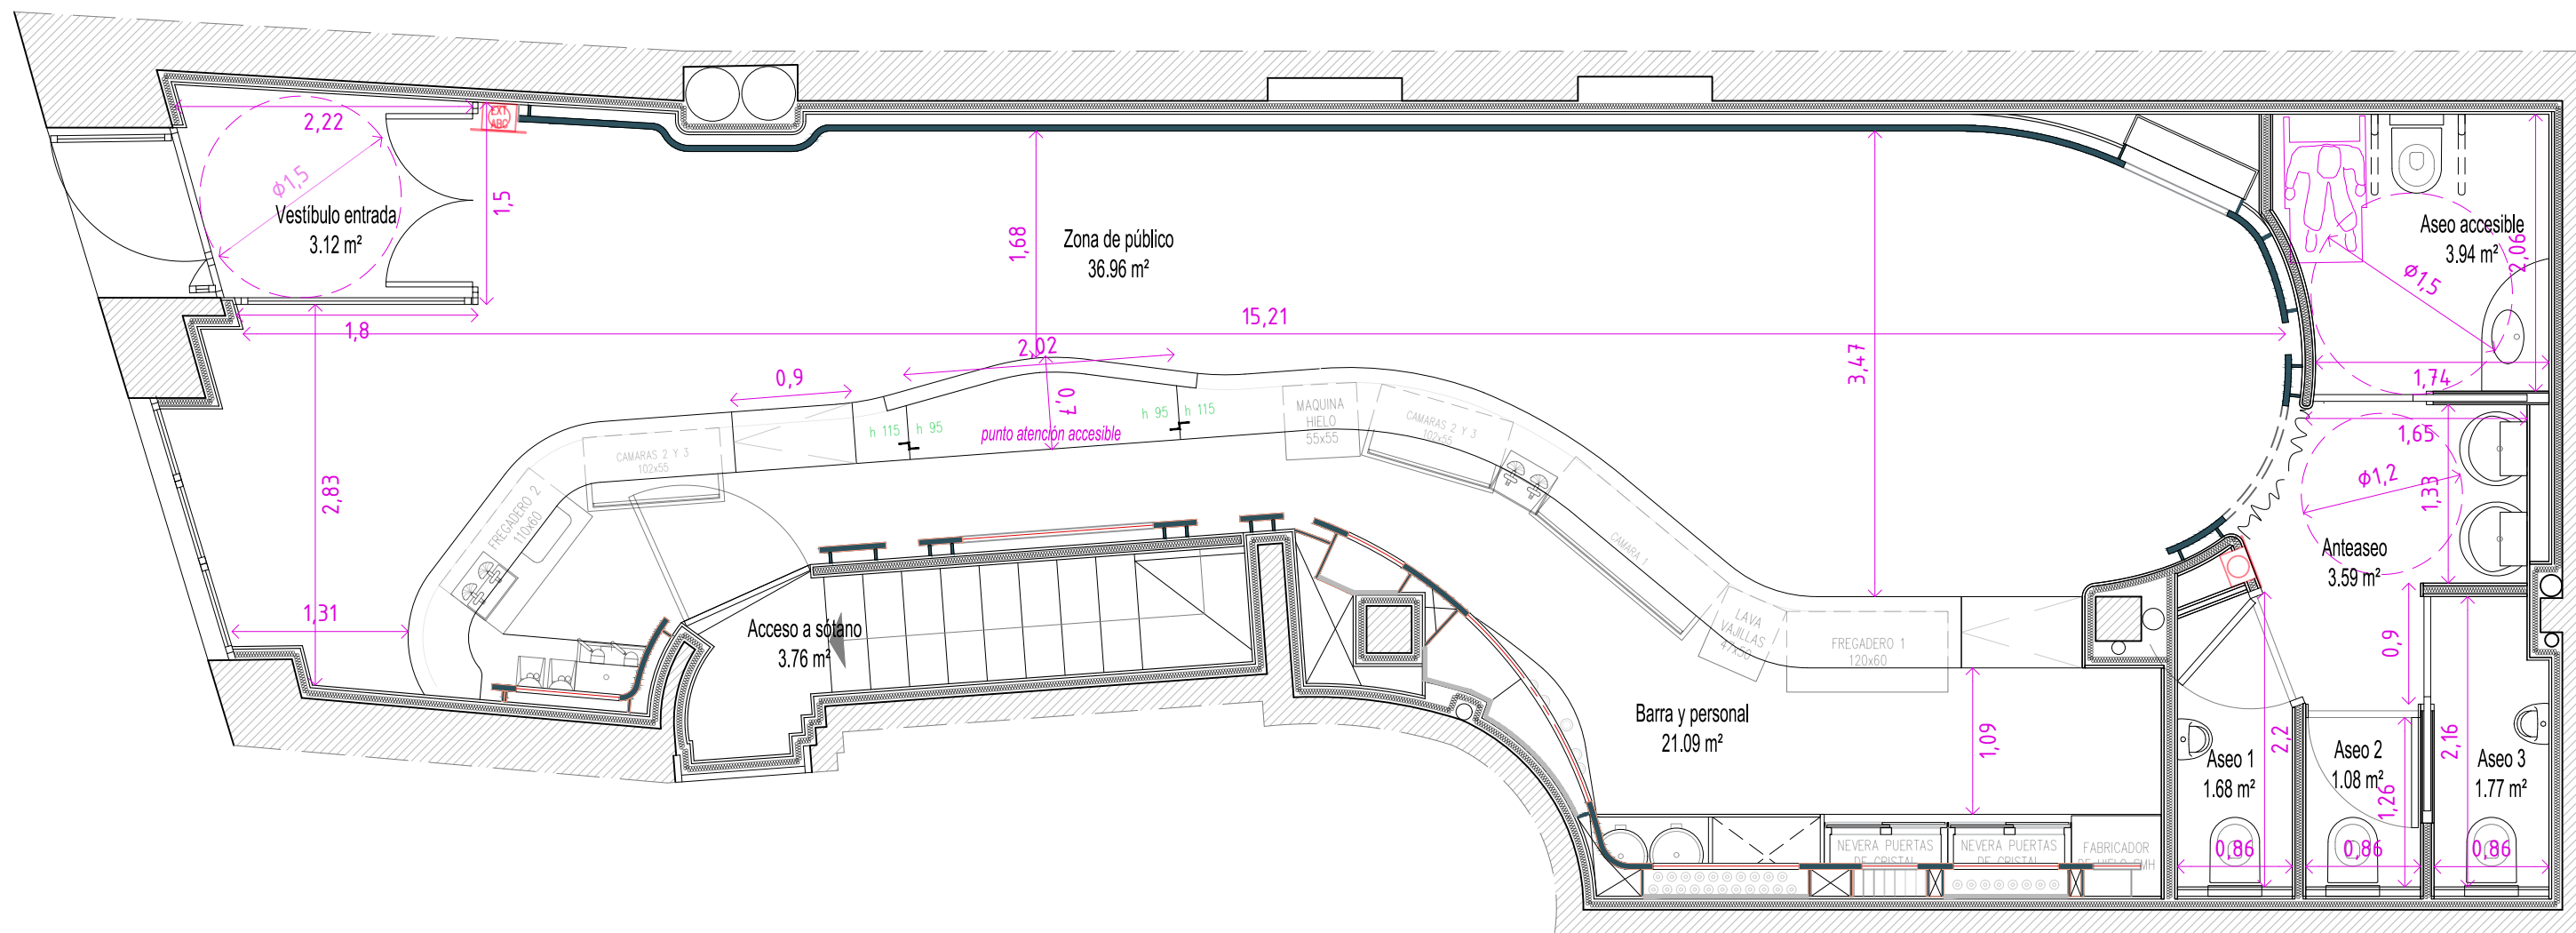 2,22
EXT
ABC
Ø1,5
Vestíbulo entrada
3.12 m²
1,5
1,8
1,68
Zona de público
36.96 m²
15,21
2,02
0,9
0,7
3,47
h 115
h 95
h 95
h 115
punto atención accesible
MAQUINA
HIELO
55x55
CAMARAS 2 Y 3
102x55
CAMARAS 2 Y 3
102x55
FREGADERO 2
110x60
2,83
1,31
CAMARA 1
LAVA
VAJILLAS
47x50
FREGADERO 1
120x60
Acceso a sótano
3.76 m²
Barra y personal
21.09 m²
1,09
NEVERA PUERTAS
DE CRISTAL
NEVERA PUERTAS
DE CRISTAL
FABRICADOR
DE HIELO
Aseo accesible
3.94 m²
2,06
Ø1,5
1,74
1,65
1,33
Ø1,2
Anteaseo
3.59 m²
0,9
2,2
2,16
1,26
Aseo 1
1.68 m²
Aseo 2
1.08 m²
Aseo 3
1.77 m²
0,86
0,86
0,86